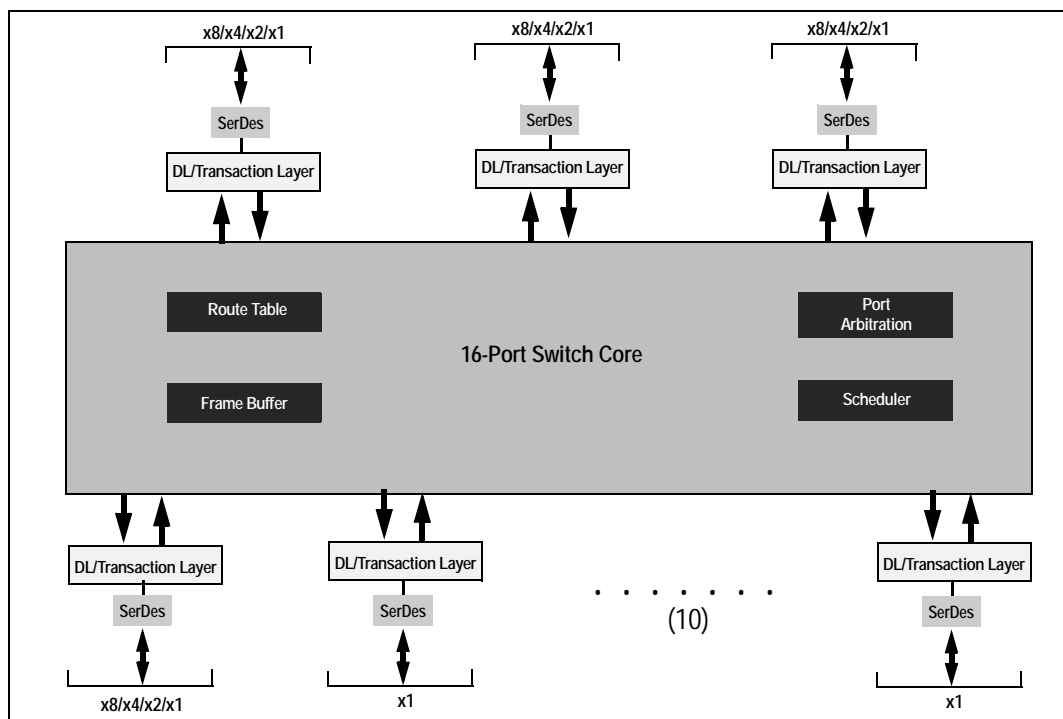 x8/x4/x2/x1
x8/x4/x2/x1
x8/x4/x2/x1
SerDes
SerDes
SerDes
DL/Transaction Layer
DL/Transaction Layer
DL/Transaction Layer
Route Table
Port
Arbitration
16-Port Switch Core
Frame Buffer
Scheduler
DL/Transaction Layer
DL/Transaction Layer
DL/Transaction Layer
. . . . . . .
(10)
SerDes
SerDes
SerDes
x8/x4/x2/x1
x1
x1